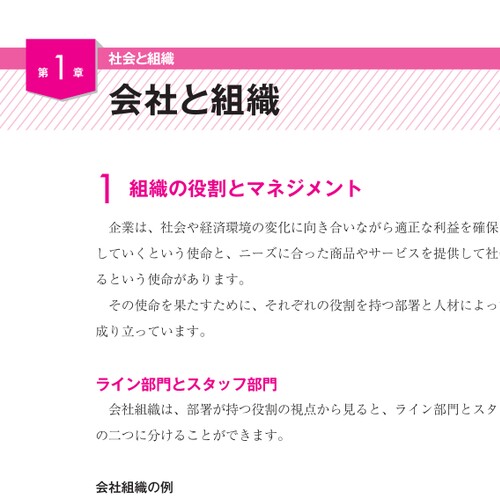 第1章
社会と組織
会社と組織
1 組織の役割とマネジメント
企業は、社会や経済環境の変化に向き合いながら適正な利益を確保
していくという使命と、ニーズに合った商品やサービスを提供して社
るという使命があります。
その使命を果たすために、それぞれの役割を持つ部署と人材によっ
成り立っています。
ライン部門とスタッフ部門
会社組織は、部署が持つ役割の視点から見ると、ライン部門とスタ
の二つに分けることができます。
会社組織の例